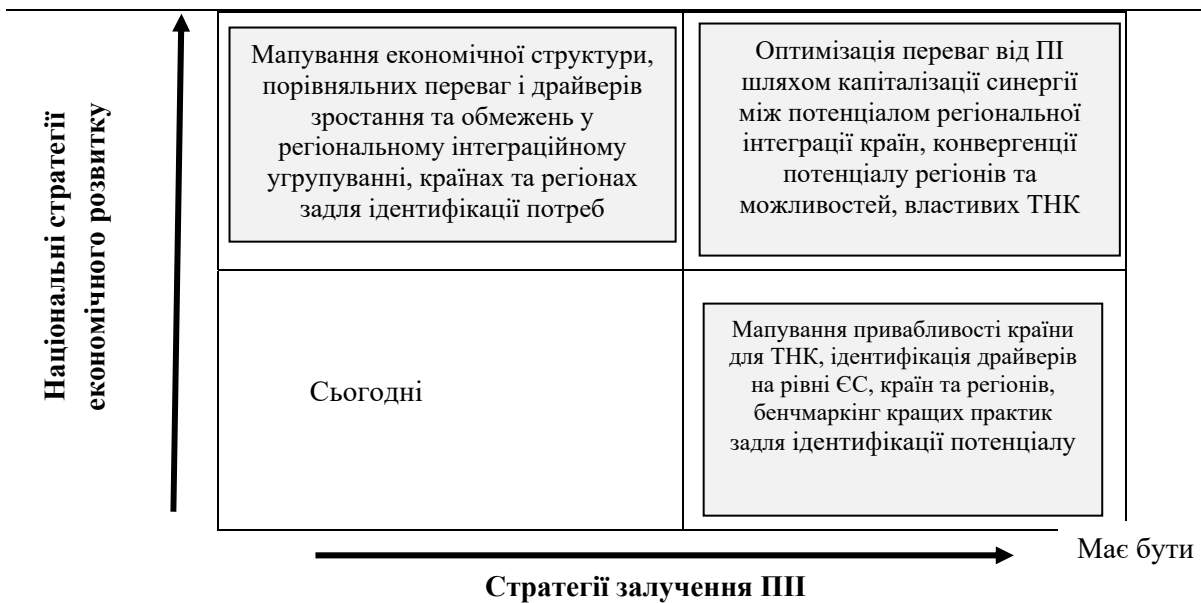 Національні стратегії
економічного розвитку
Мапування економічної структури,
порівняльних переваг і драйверів
зростання та обмежень у
регіональному інтеграційному
угрупуванні, країнах та регіонах
задля ідентифікації потреб
Оптимізація переваг від ПІ
шляхом капіталізації синергії
між потенціалом регіональної
інтеграції країн, конвергенції
потенціалу регіонів та
можливостей, властивих ТНК
Сьогодні
Мапування привабливості країни
для ТНК, ідентифікація драйверів
на рівні ЄС, країн та регіонів,
бенчмаркінг кращих практик
задля ідентифікації потенціалу
Має бути
Стратегії залучення ПІІ